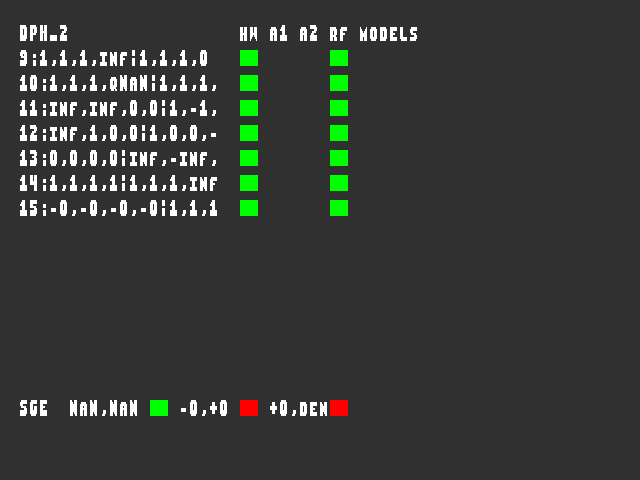 DPH_2 HW A1 A2 RF MODELS
9:1,1,1,INF|1,1,1,0
10:1,1,1,QNAN|1,1,1,
11:INF,INF,0,0|1,-1,
12:INF,1,0,0|1,0,0,-
13:0,0,0,0|INF,-INF,
14:1,1,1,1|1,1,1,INF
15:-0,-0,-0,-0|1,1,1
SGE NAN,NAN -0,+0 +0,DEN